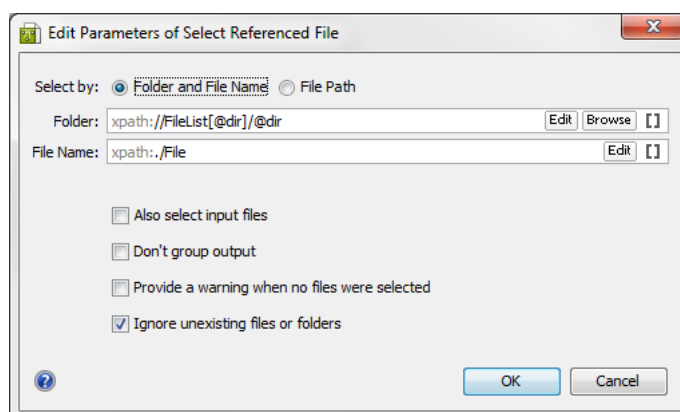 Edit Parameters of Select Referenced File
Select by: Folder and File Name File Path
Folder: xpath://FileList[@dir]/@dir Edit Browse []
File Name: xpath:./File Edit []
Also select input files
Don't group output
Provide a warning when no files were selected
Ignore unexisting files or folders
? OK Cancel